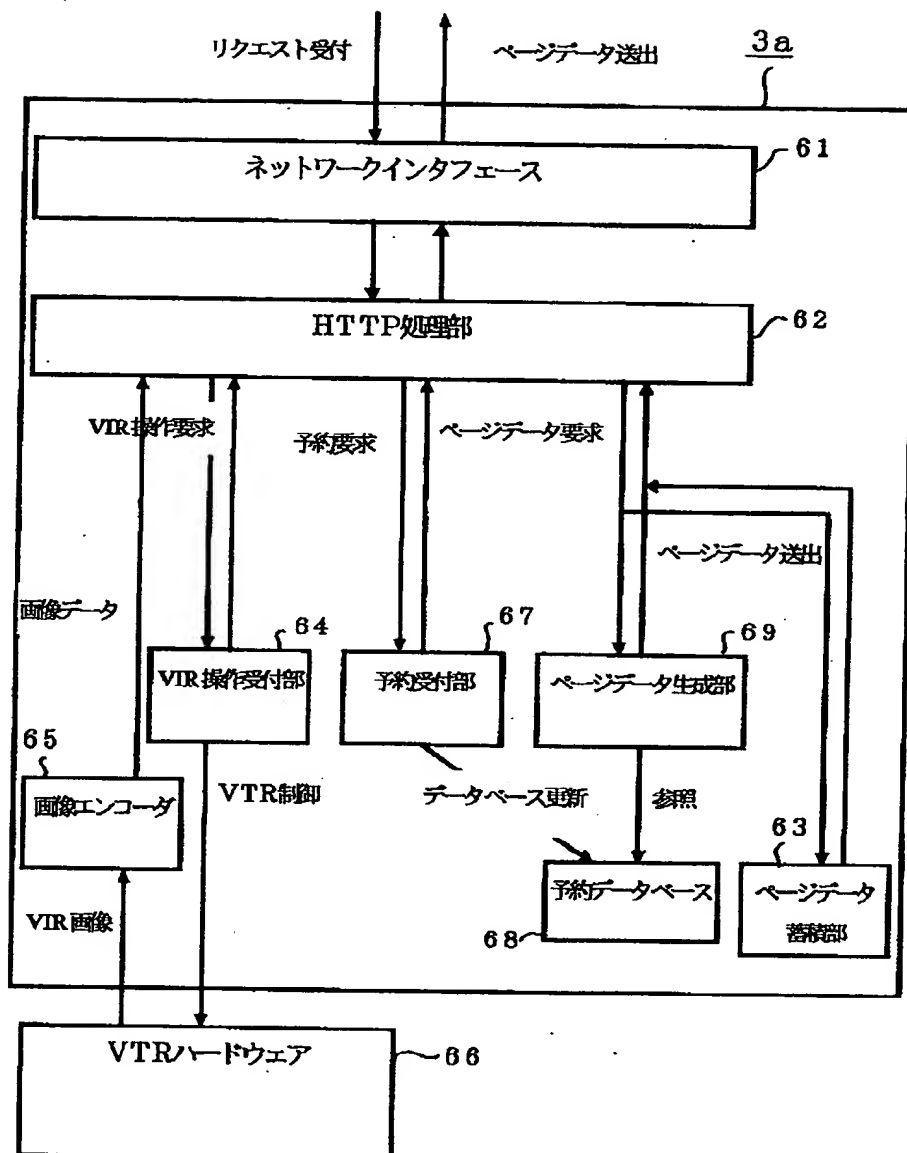 リクエスト受付
ページデータ送出
3a
ネットワークインタフェース
61
HTTP処理部
62
VTR操作要求
予約要求
ページデータ要求
ページデータ送出
画像データ
64
VTR操作受付部
67
予約受付部
69
ページデータ生成部
65
画像エンコーダ
VTR制御
データベース更新
参照
63
予約データベース
68
ページデータ
蓄積部
VTR画像
VTRハードウェア
66